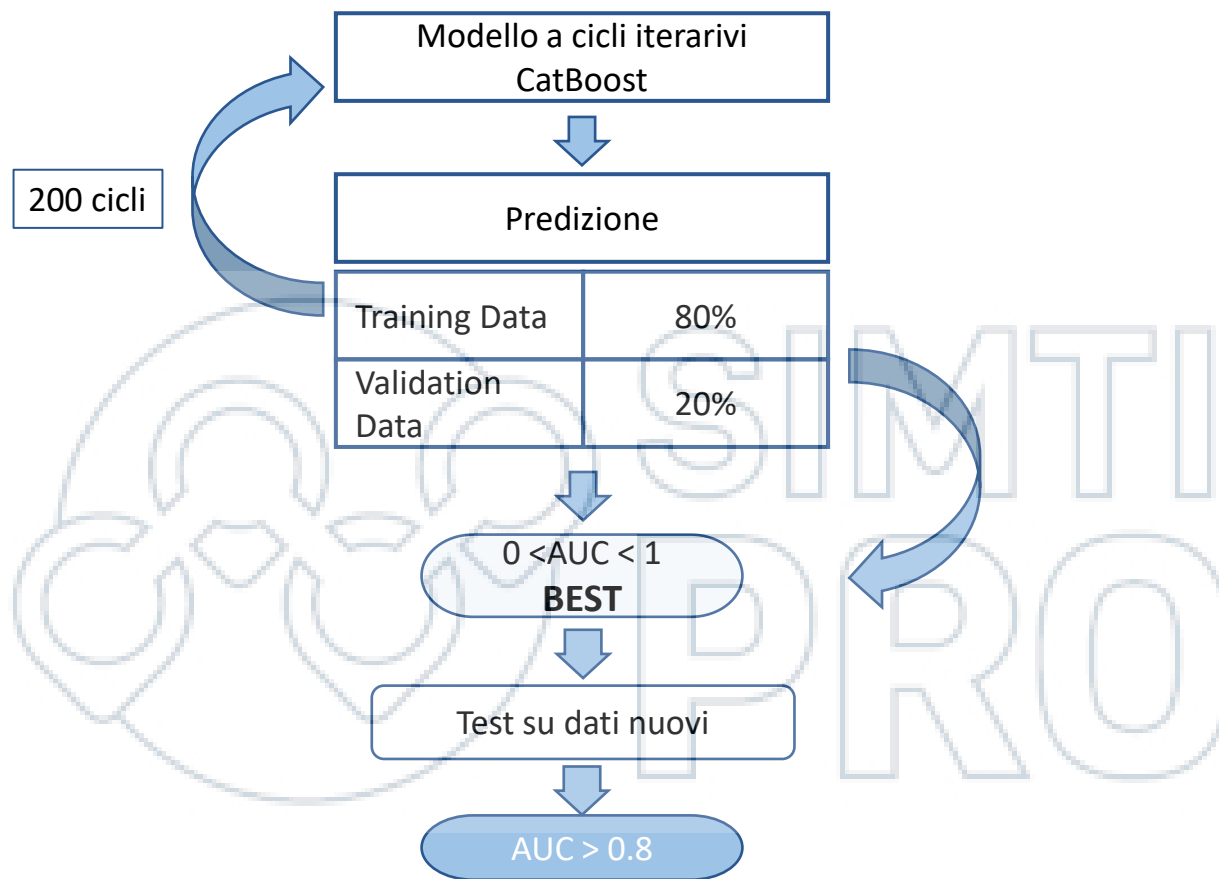 Modello a cicli iterarivi
CatBoost
200 cicli
Predizione
Training Data
80%
Validation
Data
20%
0 <AUC < 1
BEST
Test su dati nuovi
AUC > 0.8
SIMTI
PRO